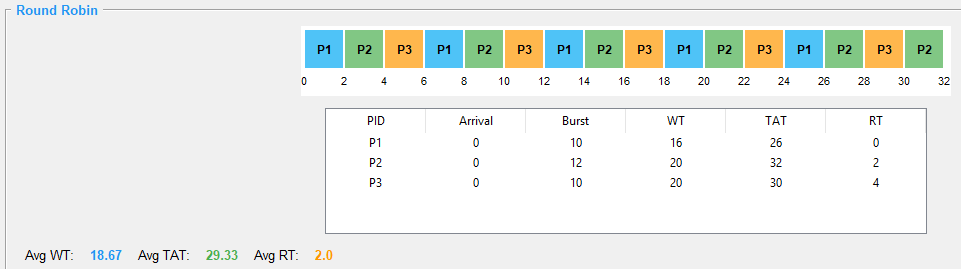 Round Robin
P1 P2 P3 P1 P2 P3 P1 P2 P3 P1 P2 P3 P1 P2 P3 P2
0 2 4 6 8 10 12 14 16 18 20 22 24 26 28 30 32
PID Arrival Burst WT TAT RT
P1 0 10 16 26 0
P2 0 12 20 32 2
P3 0 10 20 30 4
Avg WT: 18.67 Avg TAT: 29.33 Avg RT: 2.0